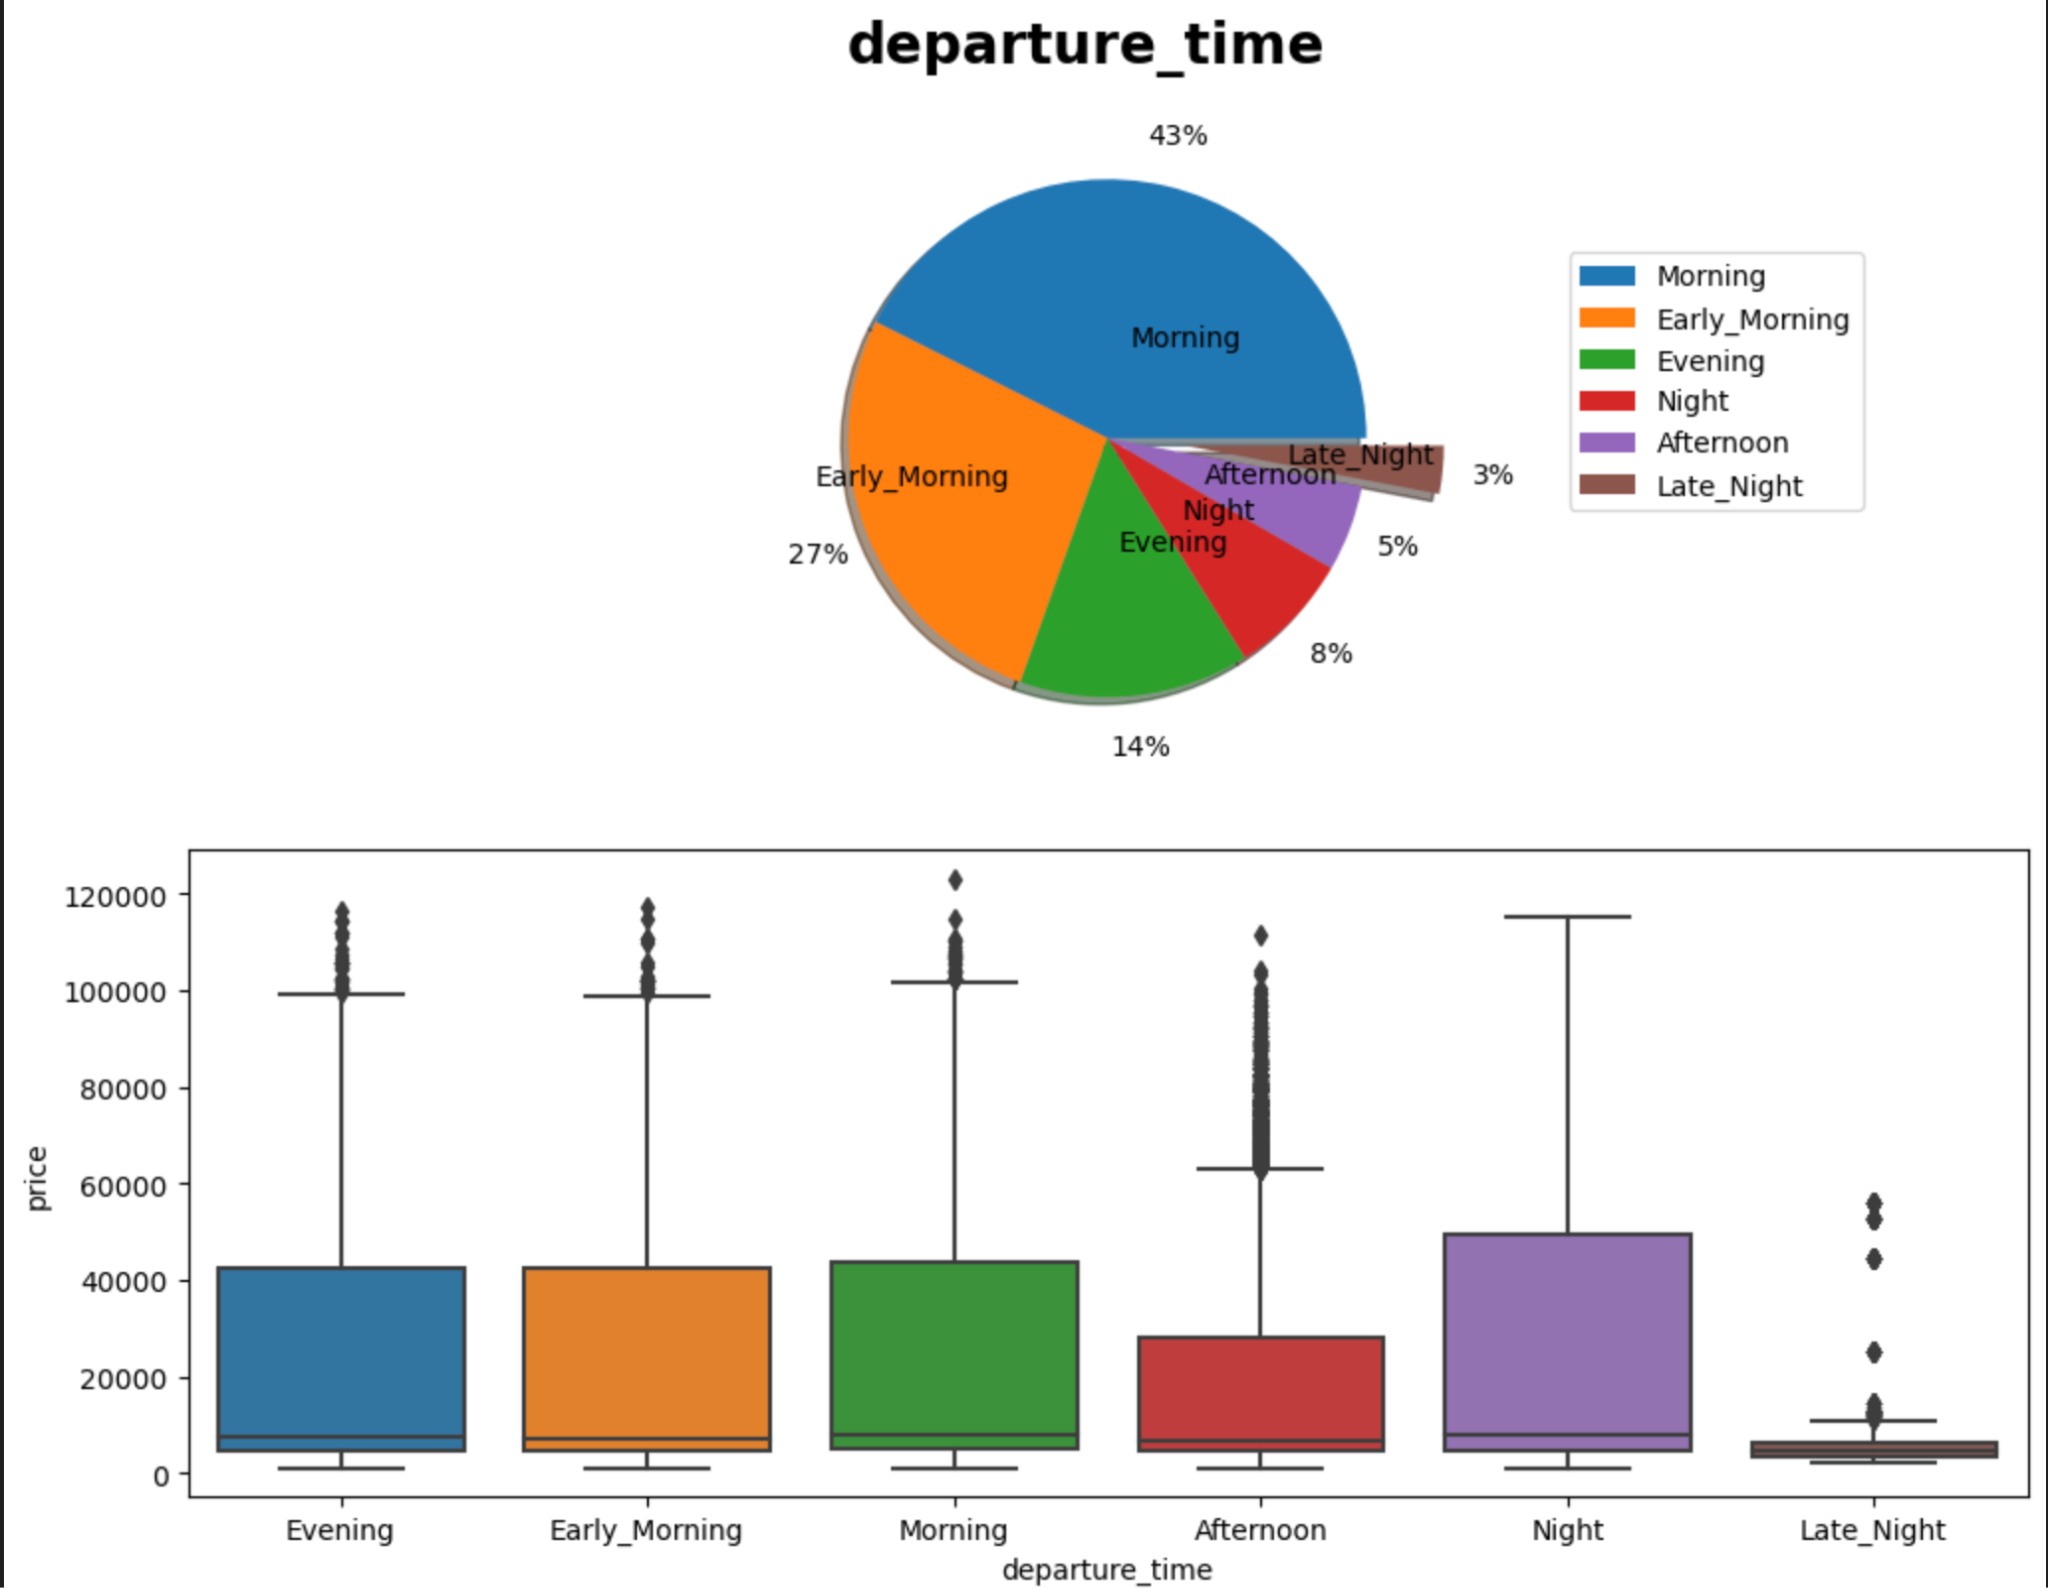 departure_time
43%
Morning
Early_Morning
Evening
Night
Afternoon
Late_Night
Morning
Late_Night
3%
Afternoon
Early_Morning
Night
Evening
5%
27%
8%
14%
120000
100000
80000
60000
40000
20000
0
price
Evening Early_Morning Morning Afternoon Night Late_Night
departure_time